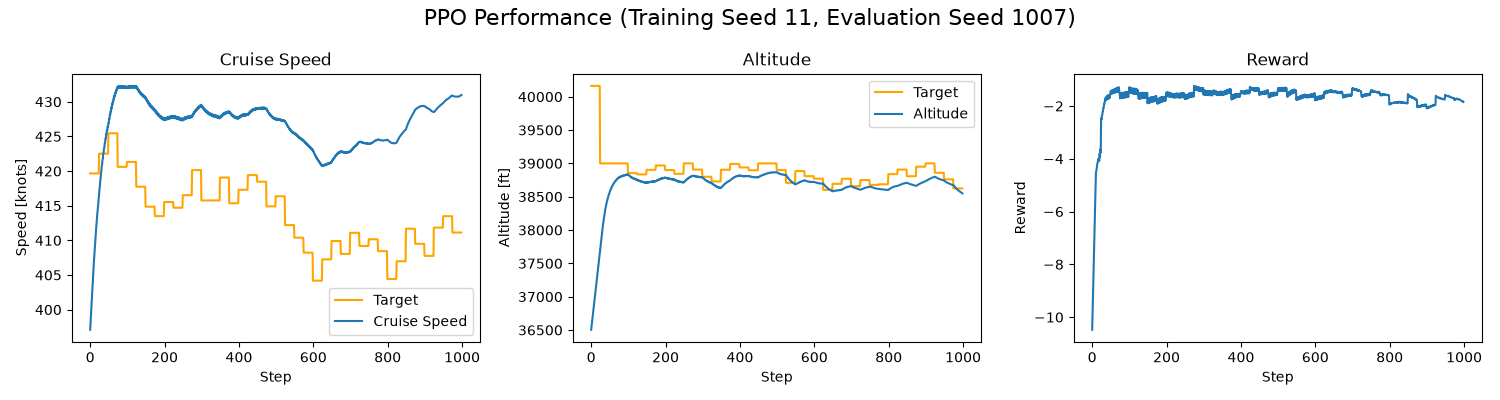 PPO Performance (Training Seed 11, Evaluation Seed 1007)
Cruise Speed
Speed [knots]
430
425
420
415
410
405
400
0 200 400 600 800 1000
Step
Target
Cruise Speed
Altitude
Altitude [ft]
40000
39500
39000
38500
38000
37500
37000
36500
0 200 400 600 800 1000
Step
Target
Altitude
Reward
Reward
−2
−4
−6
−8
−10
0 200 400 600 800 1000
Step